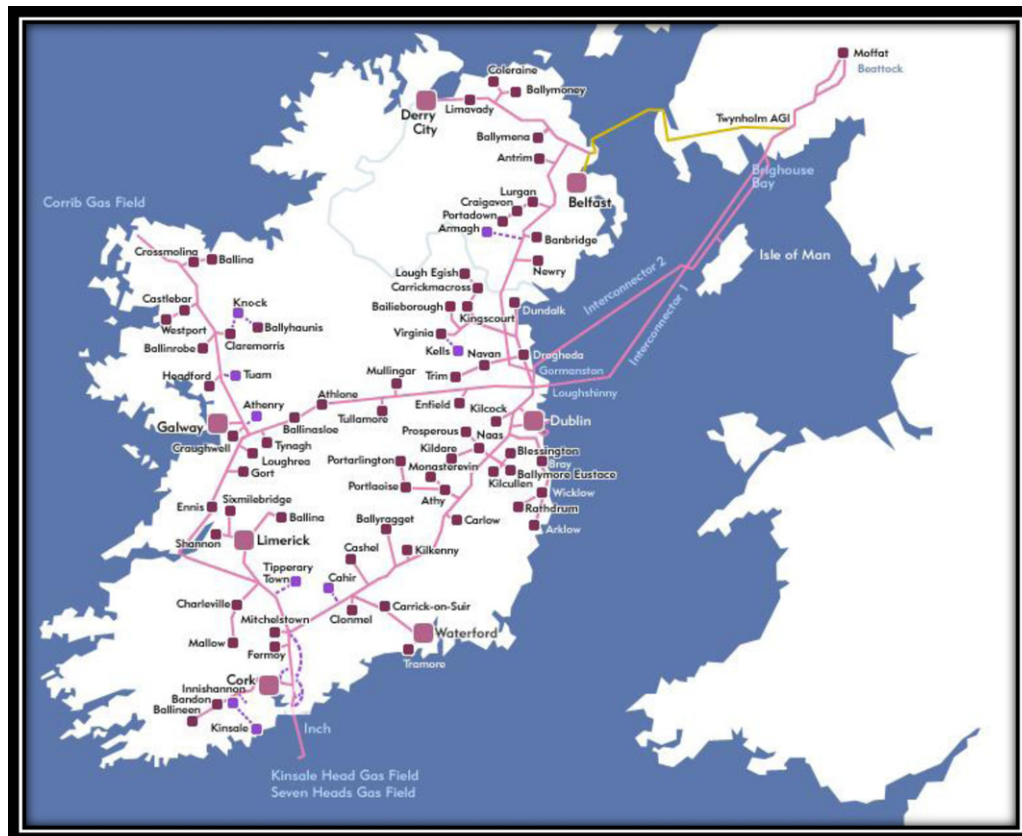 Moffat
Beattock
Coleraine
Ballymoney
Derry
City
Limavady
Twynholm AGI
Ballymena
Antrim
Brighouse
Bay
Belfast
Lurgan
Craigavon
Portadown
Armagh
Banbridge
Corrib Gas Field
Isle of Man
Crossmolina
Ballina
Newry
Lough Egish
Carrickmacross
Interconnector 2
Castlebar
Knock
Bailieborough
Kingscourt
Dundalk
Interconnector 1
Westport
Ballyhaunis
Virginia
Ballinrobe
Claremorris
Kells
Navan
Drogheda
Gormanston
Headford
Tuam
Mullingar
Trim
Loughshinny
Athlone
Athenry
Tullamore
Enfield
Kilcock
Galway
Ballinasloe
Dublin
Craughwell
Tynagh
Prosperous
Naas
Loughrea
Kildare
Blessington
Portarlington
Monasterevin
Bray
Gort
Ballymore Eustace
Kilcullen
Portlaoise
Athy
Wicklow
Ennis
Sixmilebridge
Rathdrum
Ballina
Ballyragget
Carlow
Arklow
Shannon
Limerick
Cashel
Kilkenny
Tipperary
Town
Cahir
Charleville
Mitchelstown
Clonmel
Carrick-on-Suir
Mallow
Fermoy
Waterford
Tramore
Cork
Innishannon
Bandon
Ballineen
Kinsale
Inch
Kinsale Head Gas Field
Seven Heads Gas Field